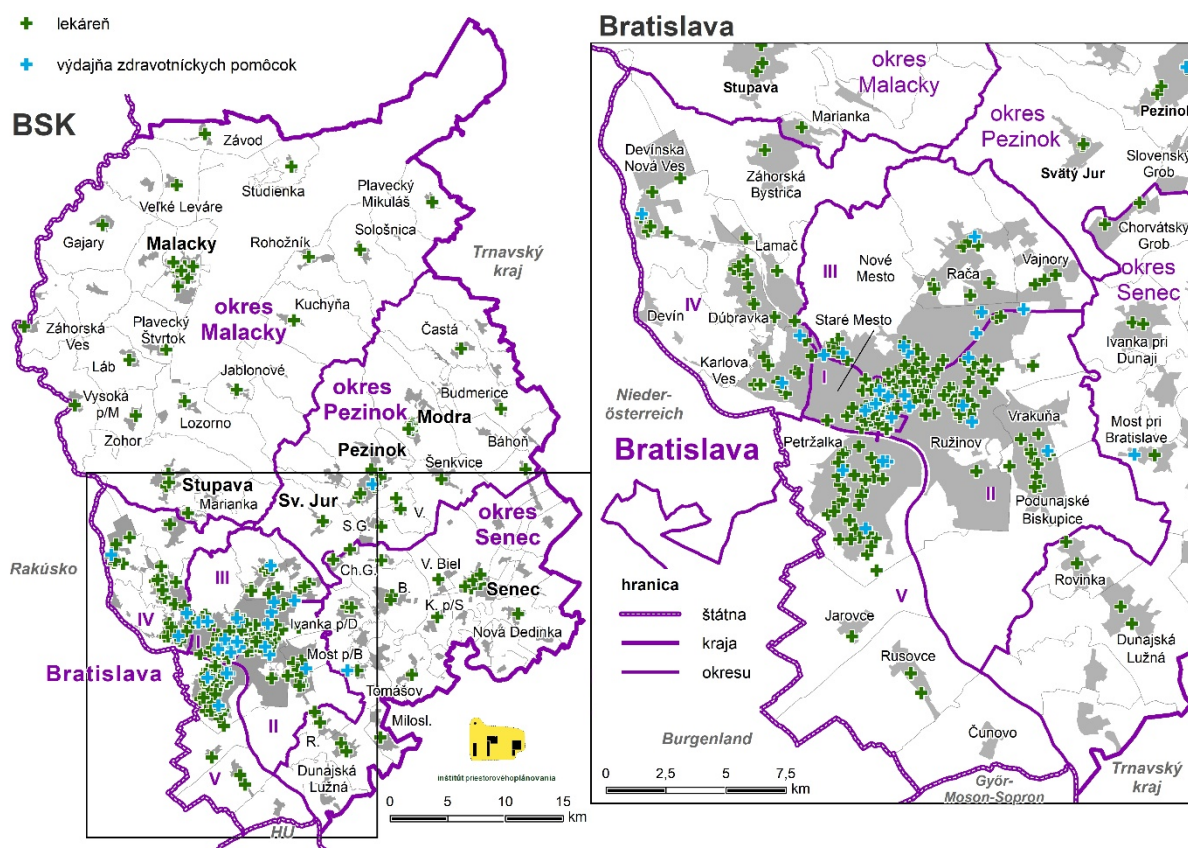 lekáreň
výdajňa zdravotníckych pomôcok
BSK
Závod
Studienka
Plavecký
Mikuláš
Veľké Leváre
Gajary
Malacky
Rohožník
Sološnica
Trnavský
kraj
okres
Malacky
Kuchyňa
Záhorská
Ves
Plavecký
Štvrtok
Častá
Láb
Jablonové
okres
Pezinok
Budmerice
Vysoká
p/M
Modra
Zohor
Lozorno
Pezinok
Báhoň
Šenkvice
Stupava
Marianka
Sv. Jur
V.
S.G.
okres
Senec
Rakúsko
Ch.G.
V. Biel
B.
Senec
III
IV
K. p/S
Ivanka p/D
Nová Dedinka
I
Bratislava
Most p/B
Tomášov
II
Milosl.
R.
V
Dunajská
Lužná
HU
inštitút priestorovéhoplánovania
0 5 10 15
km
Bratislava
Stupava
okres
Malacky
Marianka
okres
Pezinok
Pezinok
Devínska
Nová Ves
Záhorská
Bystrica
Svätý Jur
Slovenský
Grob
Chorvátsky
Grob
Lamač
III
Nové
Mesto
Rača
Vajnory
okres
Senec
IV
Devín
Dúbravka
Staré Mesto
Ivanka pri
Dunaji
Karlova
Ves
I
Nieder-
österreich
Vrakuňa
Most pri
Bratislave
Bratislava
Petržalka
Ružinov
II
Podunajské
Biskupice
hranica
štátna
kraja
okresu
Rovinka
V
Jarovce
Dunajská
Lužná
Rusovce
Burgenland
Čunovo
0 2,5 5 7,5
km
Győr-
Moson-Sopron
Trnavský
kraj